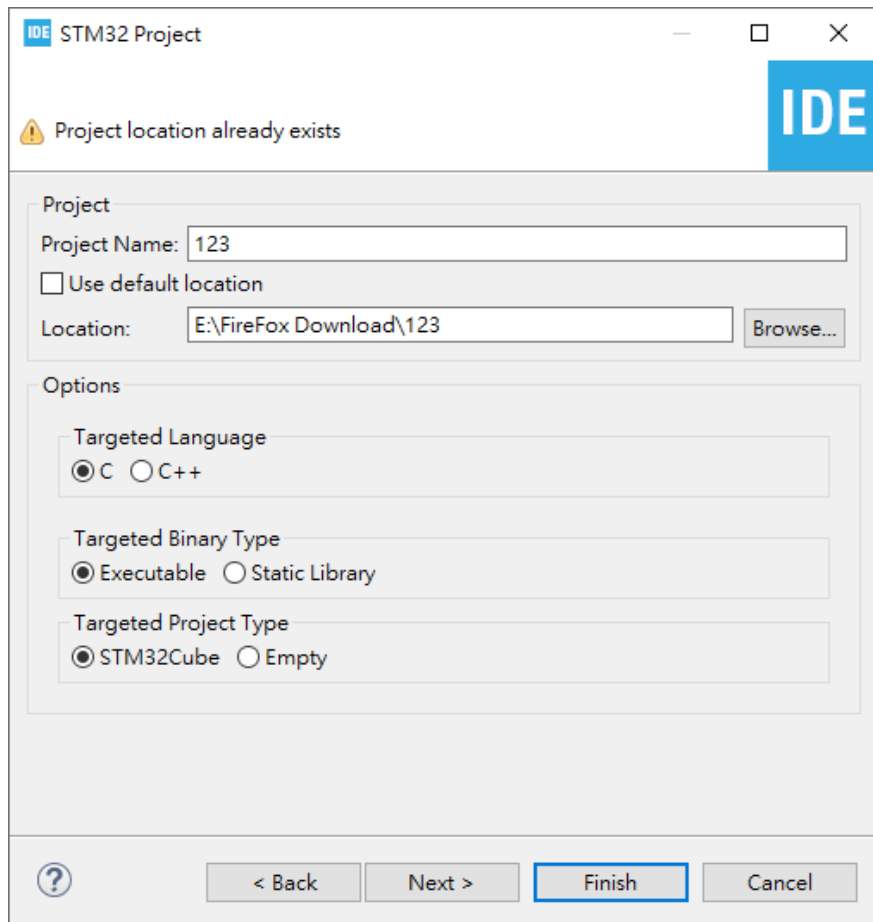 IDE STM32 Project
Project location already exists
IDE
Project
Project Name: 123
Use default location
Location: E:\FireFox Download\123 Browse...
Options
Targeted Language
C C++
Targeted Binary Type
Executable Static Library
Targeted Project Type
STM32Cube Empty
? < Back Next > Finish Cancel